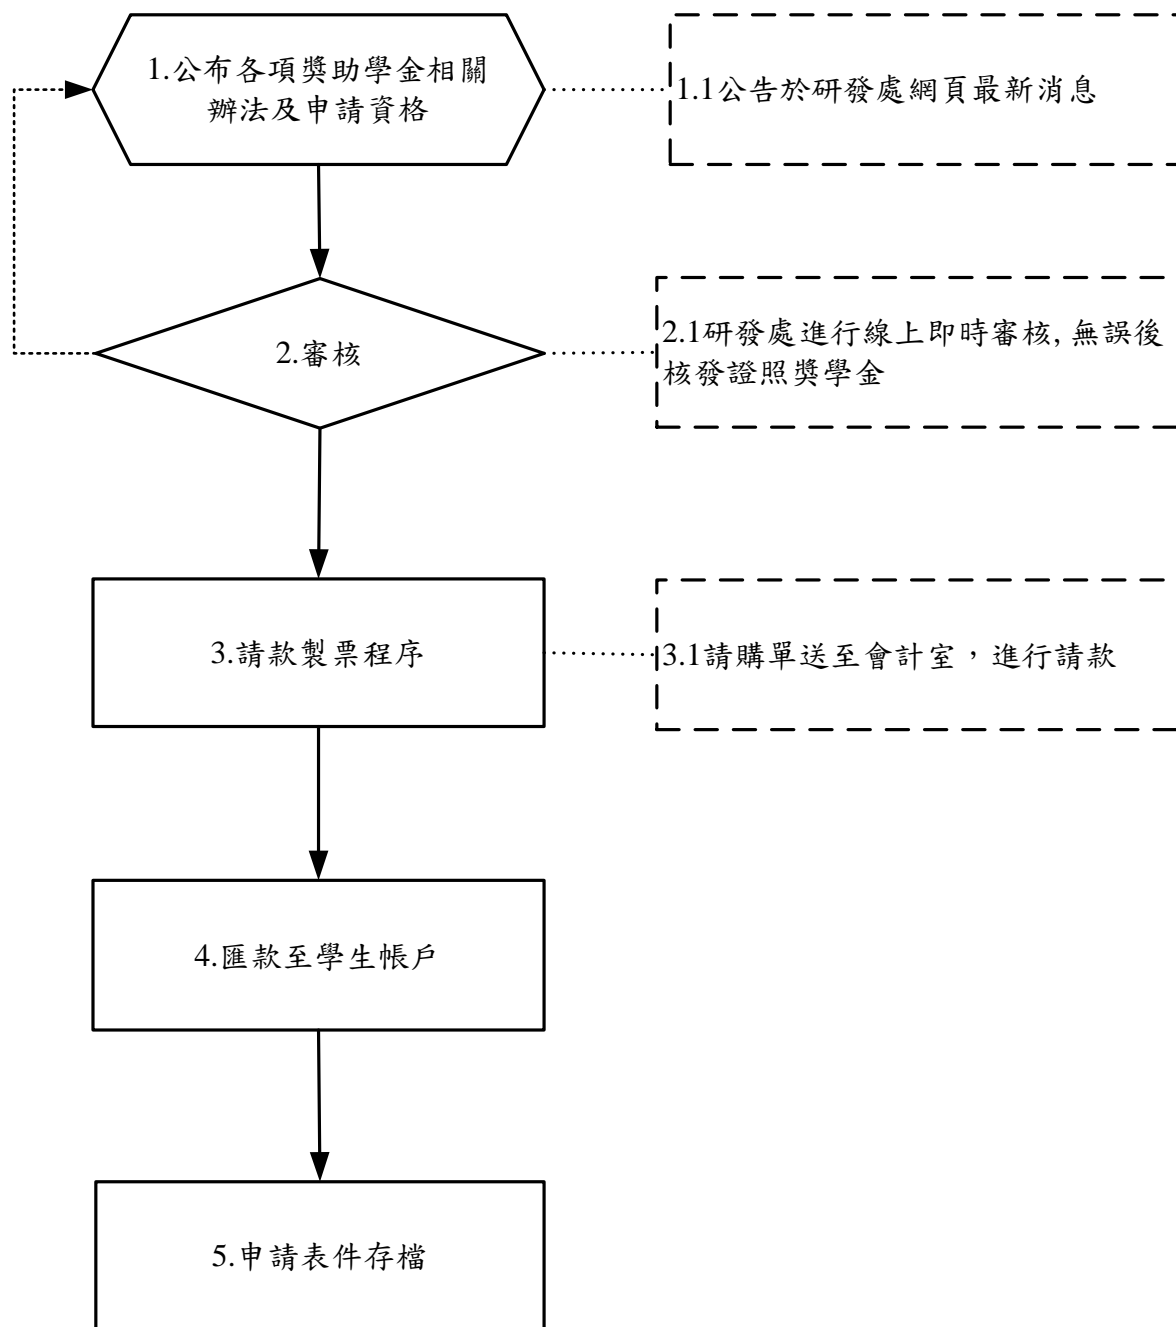 1.公布各項獎助學金相關
辦法及申請資格
1.1公告於研發處網頁最新消息
2.審核
2.1研發處進行線上即時審核, 無誤後
核發證照獎學金
3.請款製票程序
3.1請購單送至會計室，進行請款
4.匯款至學生帳戶
5.申請表件存檔